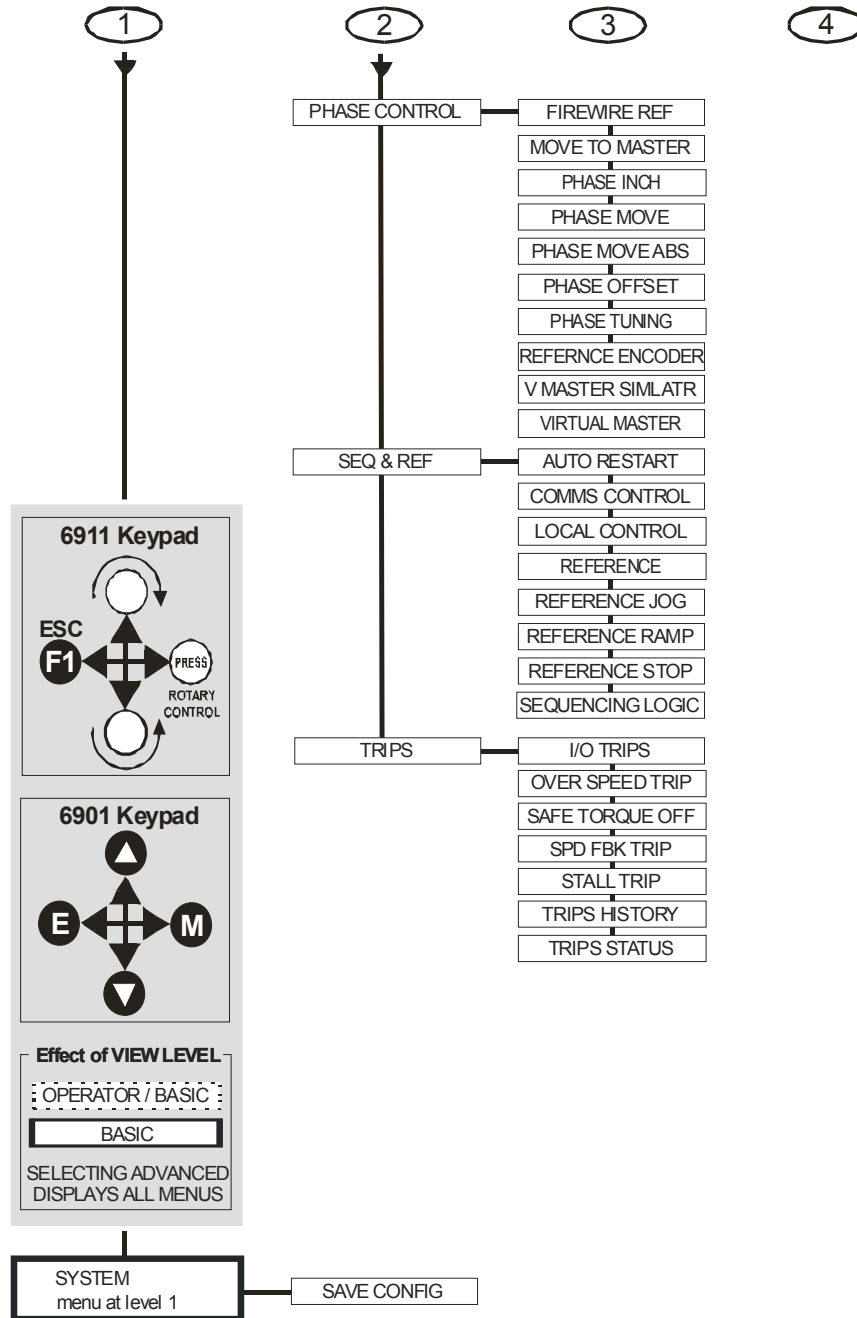 1
2
3
4
PHASE CONTROL
FIREWIRE REF
MOVE TO MASTER
PHASE INCH
PHASE MOVE
PHASE MOVE ABS
PHASE OFFSET
PHASE TUNING
REFERNCE ENCODER
V MASTER SIMLATR
VIRTUAL MASTER
SEQ & REF
AUTO RESTART
COMMS CONTROL
LOCAL CONTROL
REFERENCE
REFERENCE JOG
REFERENCE RAMP
REFERENCE STOP
SEQUENCING LOGIC
TRIPS
I/O TRIPS
OVER SPEED TRIP
SAFE TORQUE OFF
SPD FBK TRIP
STALL TRIP
TRIPS HISTORY
TRIPS STATUS
6911 Keypad
ESC
F1
PRESS
ROTARY
CONTROL
6901 Keypad
E
M
Effect of VIEW LEVEL
OPERATOR / BASIC
BASIC
SELECTING ADVANCED
DISPLAYS ALL MENUS
SYSTEM
menu at level 1
SAVE CONFIG